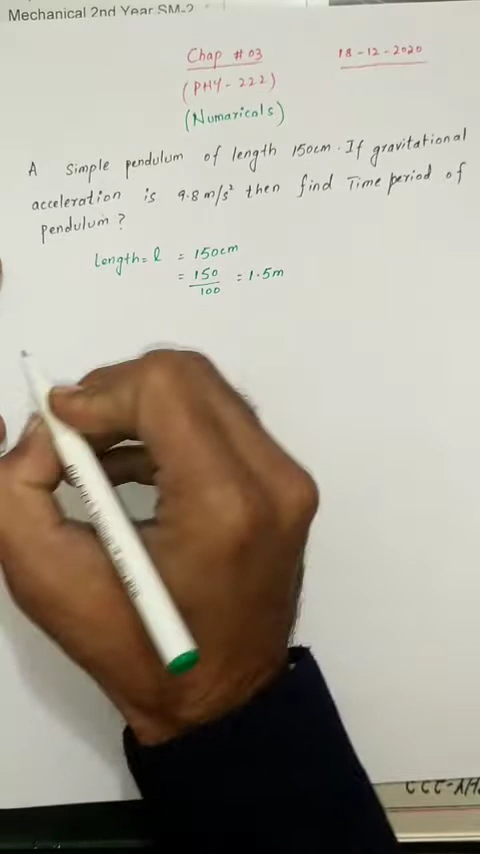 Mechanical 2nd Year SM-2
Chap # 03
18-12-2020
(PHY-222)
(Numaricals)
A simple pendulum of length 150cm. If gravitational
acceleration is 9.8 m/s² then find Time period of
pendulum?
Length = l = 150cm
= 150/100 = 1.5m